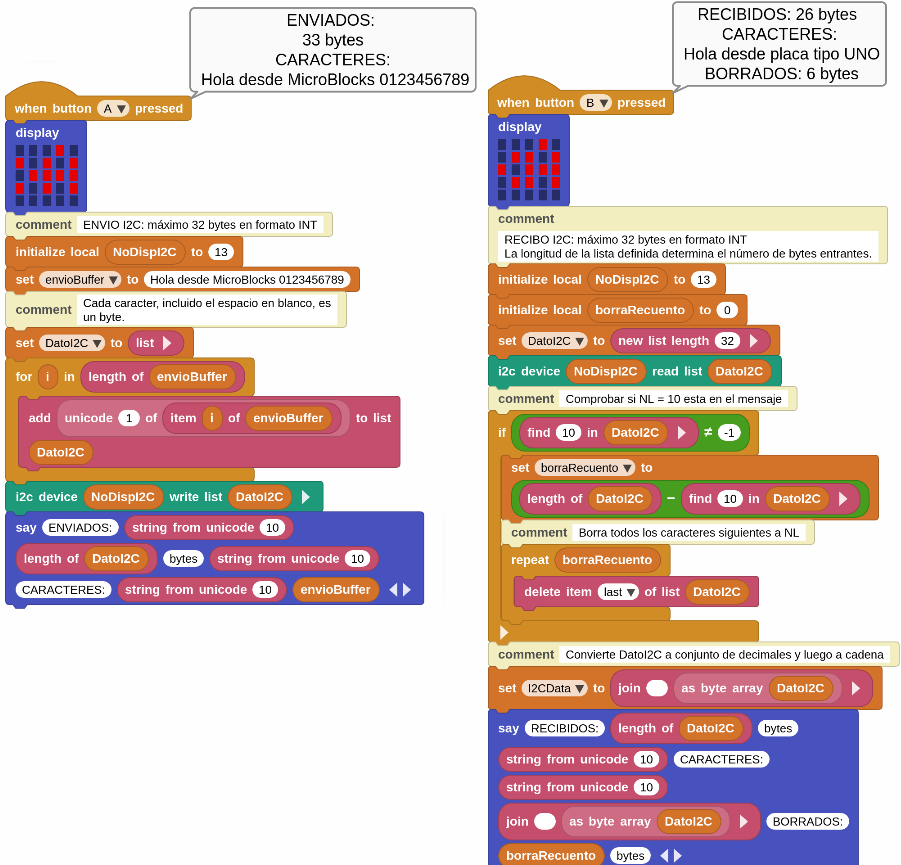 ENVIADOS:
33 bytes
CARACTERES:
Hola desde MicroBlocks 0123456789
when button A ▼ pressed
display
comment ENVIO I2C: máximo 32 bytes en formato INT
initialize local NoDispI2C to 13
set envioBuffer ▼ to Hola desde MicroBlocks 0123456789
comment Cada caracter, incluido el espacio en blanco, es
un byte.
set DatoI2C ▼ to list
for i in length of envioBuffer
add unicode 1 of item i of envioBuffer to list
DatoI2C
i2c device NoDispI2C write list DatoI2C
say ENVIADOS: string from unicode 10
length of DatoI2C bytes string from unicode 10
CARACTERES: string from unicode 10 envioBuffer
RECIBIDOS: 26 bytes
CARACTERES:
Hola desde placa tipo UNO
BORRADOS: 6 bytes
when button B ▼ pressed
display
comment
RECIBO I2C: máximo 32 bytes en formato INT
La longitud de la lista definida determina el número de bytes entrantes.
initialize local NoDispI2C to 13
initialize local borraRecuento to 0
set DatoI2C ▼ to new list length 32
i2c device NoDispI2C read list DatoI2C
comment Comprobar si NL = 10 esta en el mensaje
if find 10 in DatoI2C ≠ -1
set borraRecuento ▼ to
length of DatoI2C − find 10 in DatoI2C
comment Borra todos los caracteres siguientes a NL
repeat borraRecuento
delete item last ▼ of list DatoI2C
comment Convierte DatoI2C a conjunto de decimales y luego a cadena
set I2CData ▼ to join as byte array DatoI2C
say RECIBIDOS: length of DatoI2C bytes
string from unicode 10 CARACTERES:
string from unicode 10
join as byte array DatoI2C BORRADOS:
borraRecuento bytes